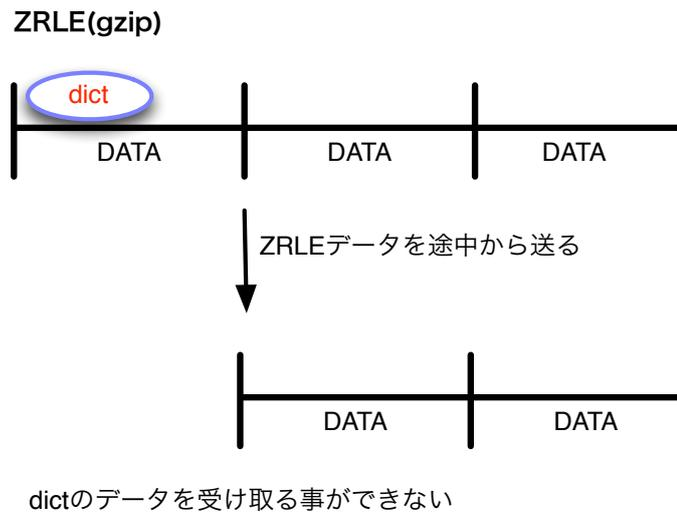 ZRLE(gzip)
dict
DATA DATA DATA
ZRLEデータを途中から送る
DATA DATA
dictのデータを受け取る事ができない